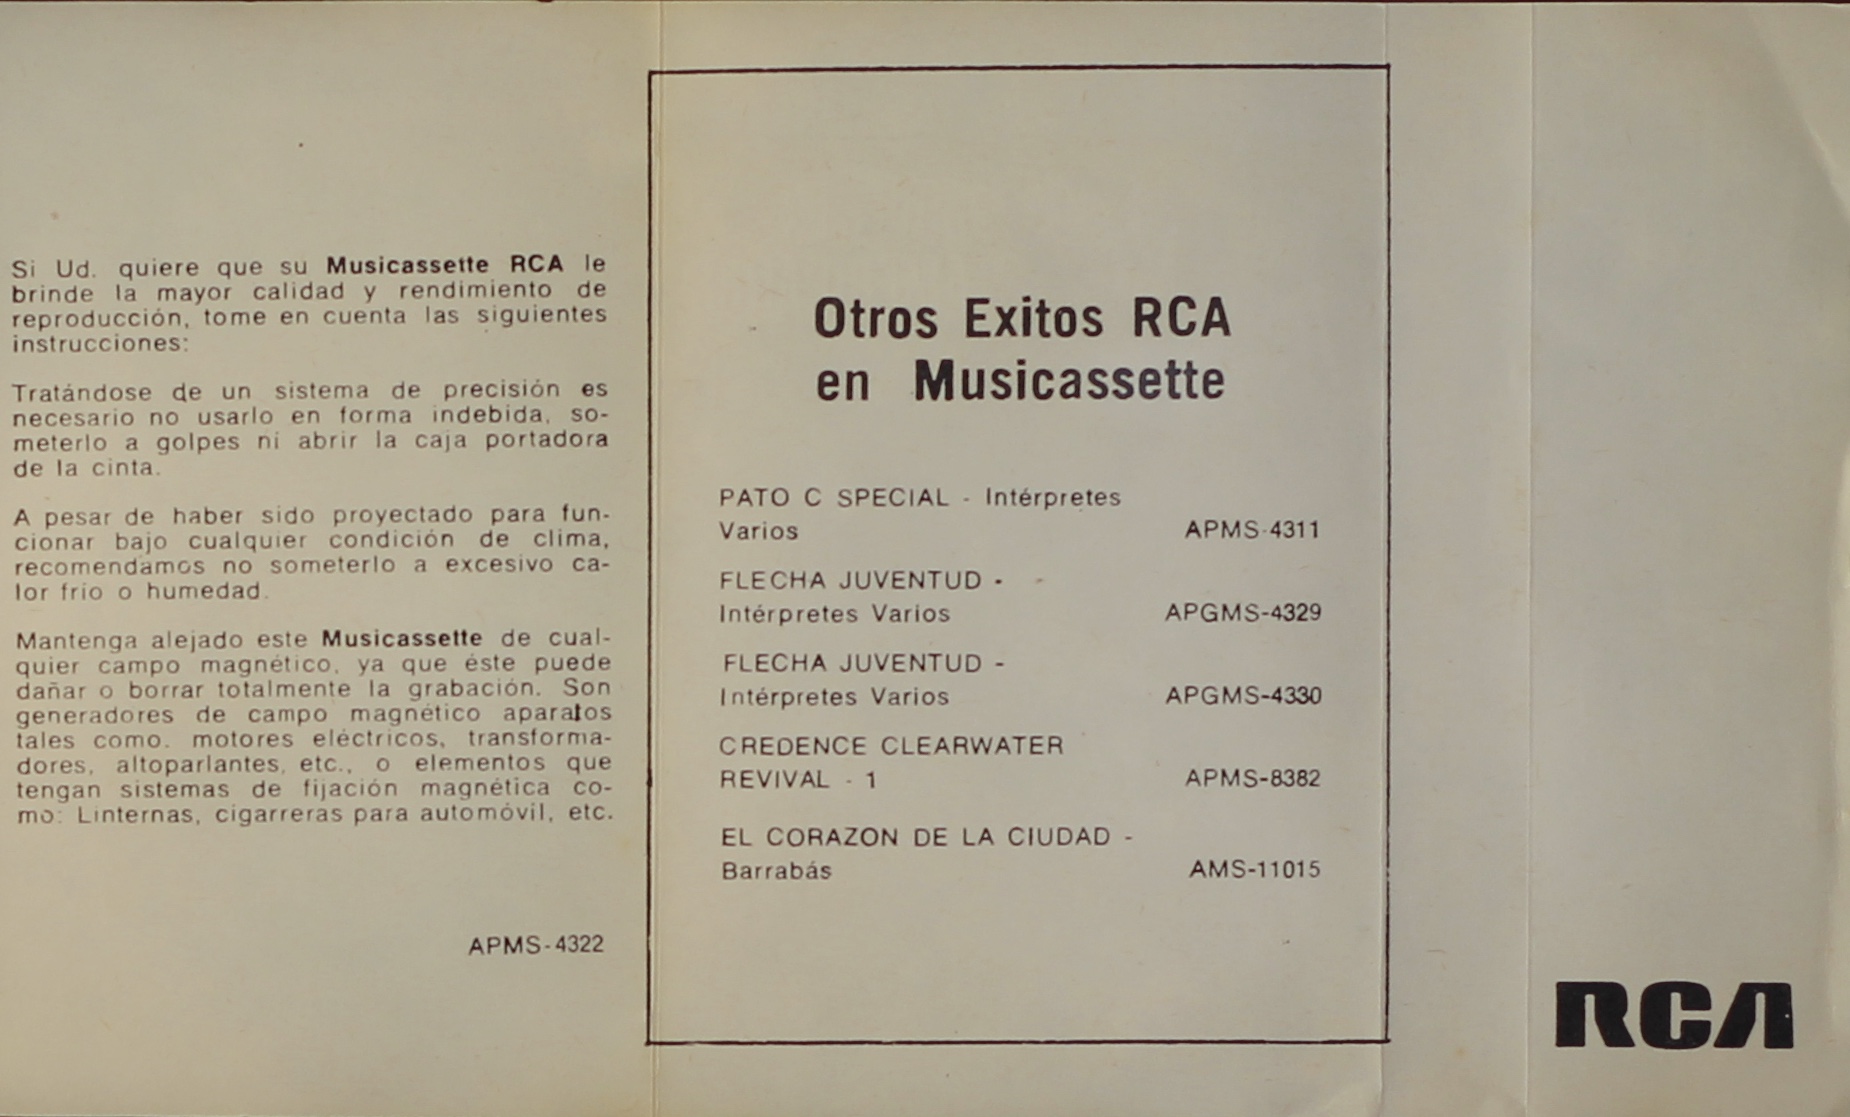 Si Ud. quiere que su Musicassette RCA le
brinde la mayor calidad y rendimiento de
reproducción, tome en cuenta las siguientes
instrucciones:
Tratándose de un sistema de precisión es
necesario no usarlo en forma indebida, so-
meterlo a golpes ni abrir la caja portadora
de la cinta.
A pesar de haber sido proyectado para fun-
cionar bajo cualquier condición de clima,
recomendamos no someterlo a excesivo ca-
lor frío o humedad.
Mantenga alejado este Musicassette de cual-
quier campo magnético, ya que éste puede
dañar o borrar totalmente la grabación. Son
generadores de campo magnético aparatos
tales como. motores eléctricos, transforma-
dores, altoparlantes, etc., o elementos que
tengan sistemas de fijación magnética co-
mo: Linternas, cigarreras para automóvil, etc.
APMS-4322
Otros Exitos RCA
en Musicassette
PATO C SPECIAL - Intérpretes
Varios APMS-4311
FLECHA JUVENTUD -
Intérpretes Varios APGMS-4329
FLECHA JUVENTUD -
Intérpretes Varios APGMS-4330
CREDENCE CLEARWATER
REVIVAL - 1 APMS-8382
EL CORAZON DE LA CIUDAD -
Barrabás AMS-11015
RCA